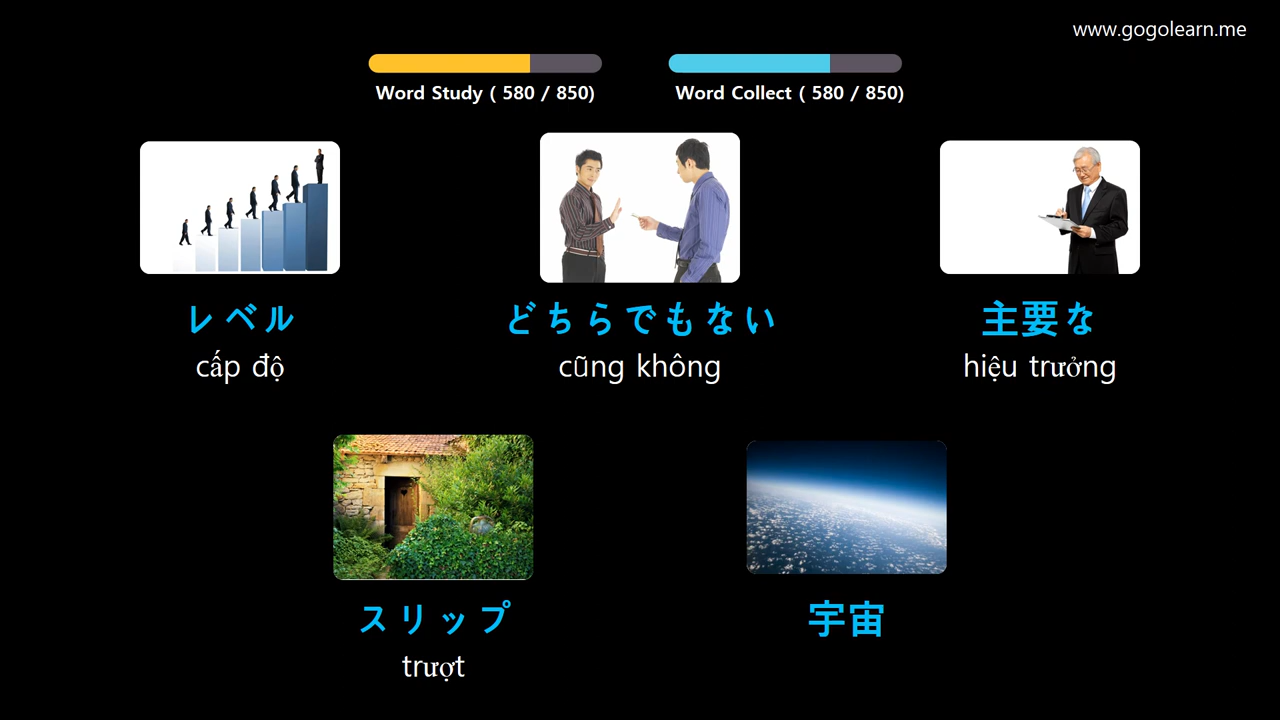 www.gogolearn.me
Word Study ( 580 / 850)
Word Collect ( 580 / 850)
レベル
cấp độ
どちらでもない
cũng không
主要な
hiệu trưởng
スリップ
trượt
宇宙